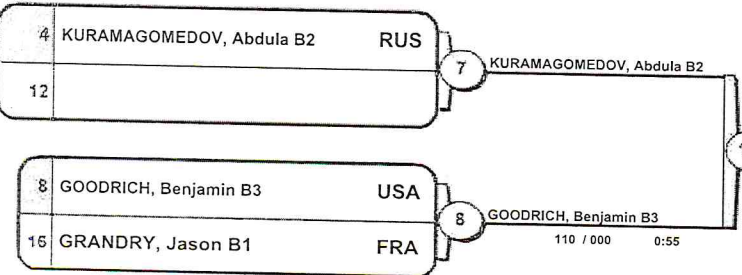 4 KURAMAGOMEDOV, Abdula B2 RUS
12
7 KURAMAGOMEDOV, Abdula B2
8 GOODRICH, Benjamin B3 USA
16 GRANDRY, Jason B1 FRA
8 GOODRICH, Benjamin B3
110 / 000 0:55